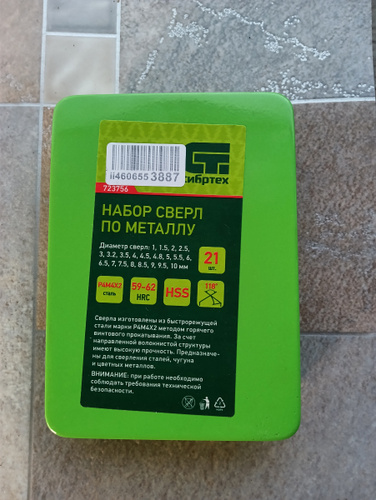 сибртех
И4606553887
723756
НАБОР СВЕРЛ
ПО МЕТАЛЛУ
Диаметр сверл: 1, 1.5, 2, 2.5,
3, 3.2, 3.5, 4, 4.5, 4.8, 5, 5.5, 6,
6.5, 7, 7.5, 8, 8.5, 9, 9.5, 10 мм
21
шт.
Р4М4Х2
сталь
59-62
HRC
HSS
118°
Сверла изготовлены из быстрорежущей
стали марки Р4М4Х2 методом горячего
винтового прокатывания. За счет
направленной волокнистой структуры
имеют высокую прочность. Предназначе-
ны для сверления сталей, чугуна
и цветных металлов.
ВНИМАНИЕ: при работе необходимо
соблюдать требования технической
безопасности.